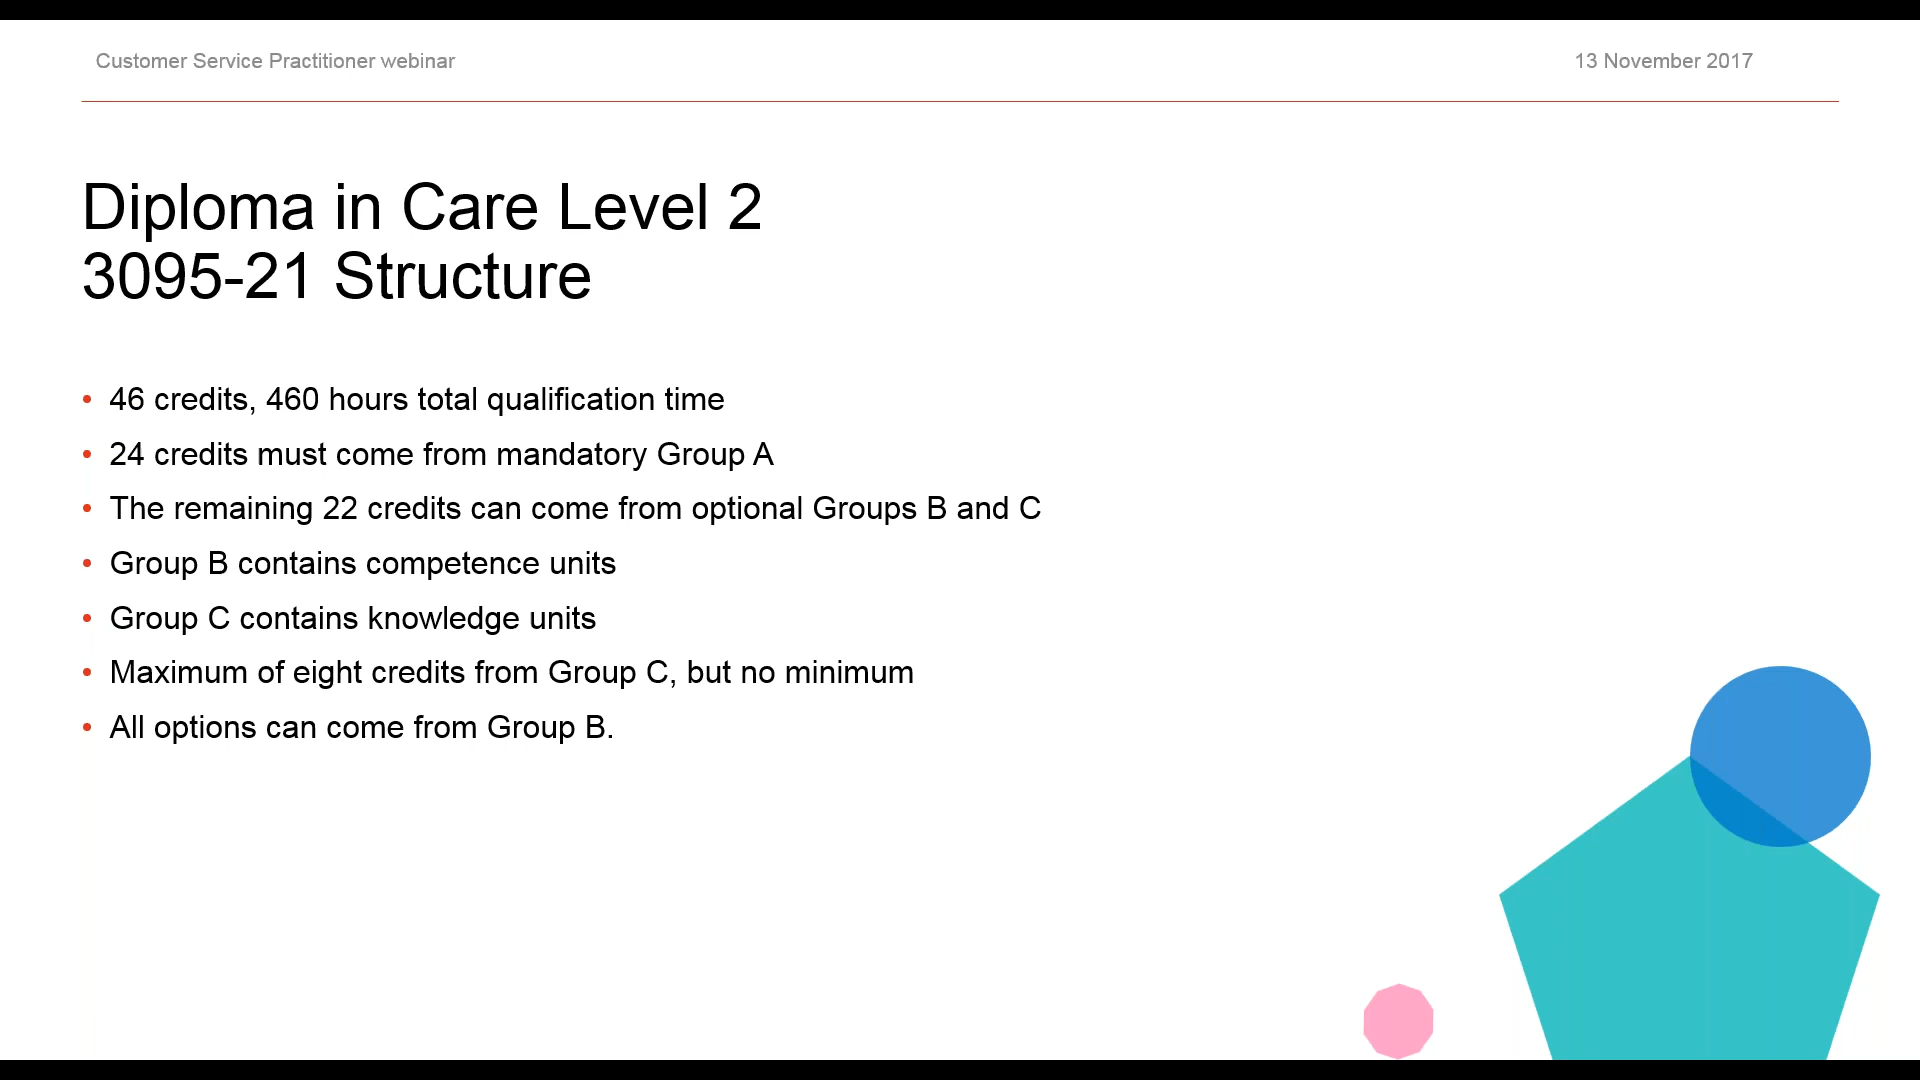 Customer Service Practitioner webinar
13 November 2017
Diploma in Care Level 2
3095-21 Structure
• 46 credits, 460 hours total qualification time
• 24 credits must come from mandatory Group A
• The remaining 22 credits can come from optional Groups B and C
• Group B contains competence units
• Group C contains knowledge units
• Maximum of eight credits from Group C, but no minimum
• All options can come from Group B.